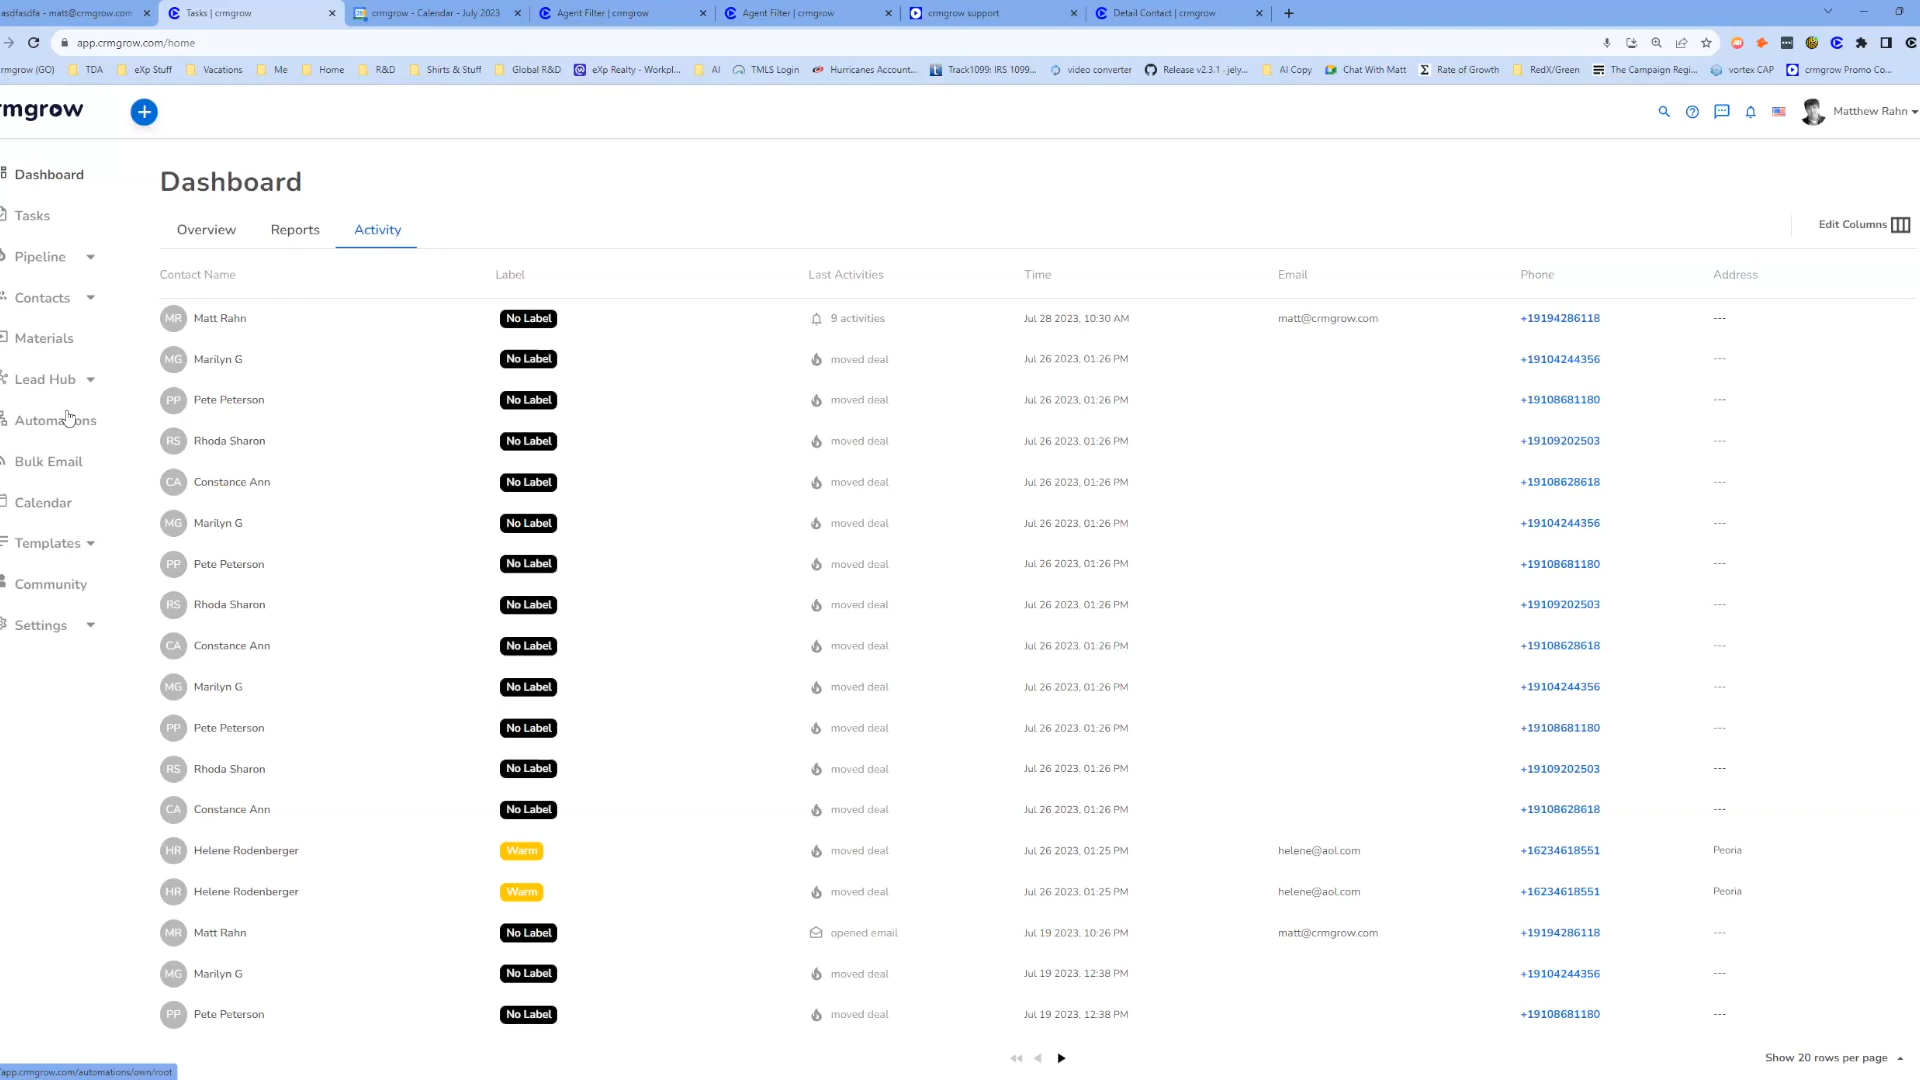 asdfasdfa - matt@crmgrow.com
Tasks | crmgrow
crmgrow - Calendar - July 2023
Agent Filter | crmgrow
Agent Filter | crmgrow
crmgrow support
Detail Contact | crmgrow
app.crmgrow.com/home
rmgrow (GO)
TDA
eXp Stuff
Vacations
Me
Home
R&D
Shirts & Stuff
Global R&D
eXp Realty - Workpl...
AI
TMLS Login
Hurricanes Account...
Track1099: IRS 1099...
video converter
Release v2.3.1 · jely...
AI Copy
Chat With Matt
Rate of Growth
RedX/Green
The Campaign Regi...
vortex CAP
crmgrow Promo Co...
rmgrow
Matthew Rahn
Dashboard
Tasks
Pipeline
Contacts
Materials
Lead Hub
Automations
Bulk Email
Calendar
Templates
Community
Settings
Dashboard
Overview Reports Activity
Edit Columns
Contact Name Label Last Activities Time Email Phone Address
MR Matt Rahn No Label 9 activities Jul 28 2023, 10:30 AM matt@crmgrow.com +19194286118 ---
MG Marilyn G No Label moved deal Jul 26 2023, 01:26 PM +19104244356 ---
PP Pete Peterson No Label moved deal Jul 26 2023, 01:26 PM +19108681180 ---
RS Rhoda Sharon No Label moved deal Jul 26 2023, 01:26 PM +19109202503 ---
CA Constance Ann No Label moved deal Jul 26 2023, 01:26 PM +19108628618 ---
MG Marilyn G No Label moved deal Jul 26 2023, 01:26 PM +19104244356 ---
PP Pete Peterson No Label moved deal Jul 26 2023, 01:26 PM +19108681180 ---
RS Rhoda Sharon No Label moved deal Jul 26 2023, 01:26 PM +19109202503 ---
CA Constance Ann No Label moved deal Jul 26 2023, 01:26 PM +19108628618 ---
MG Marilyn G No Label moved deal Jul 26 2023, 01:26 PM +19104244356 ---
PP Pete Peterson No Label moved deal Jul 26 2023, 01:26 PM +19108681180 ---
RS Rhoda Sharon No Label moved deal Jul 26 2023, 01:26 PM +19109202503 ---
CA Constance Ann No Label moved deal Jul 26 2023, 01:26 PM +19108628618 ---
HR Helene Rodenberger Warm moved deal Jul 26 2023, 01:25 PM helene@aol.com +16234618551 Peoria
HR Helene Rodenberger Warm moved deal Jul 26 2023, 01:25 PM helene@aol.com +16234618551 Peoria
MR Matt Rahn No Label opened email Jul 19 2023, 10:26 PM matt@crmgrow.com +19194286118 ---
MG Marilyn G No Label moved deal Jul 19 2023, 12:38 PM +19104244356 ---
PP Pete Peterson No Label moved deal Jul 19 2023, 12:38 PM +19108681180 ---
Show 20 rows per page
/app.crmgrow.com/automations/own/root